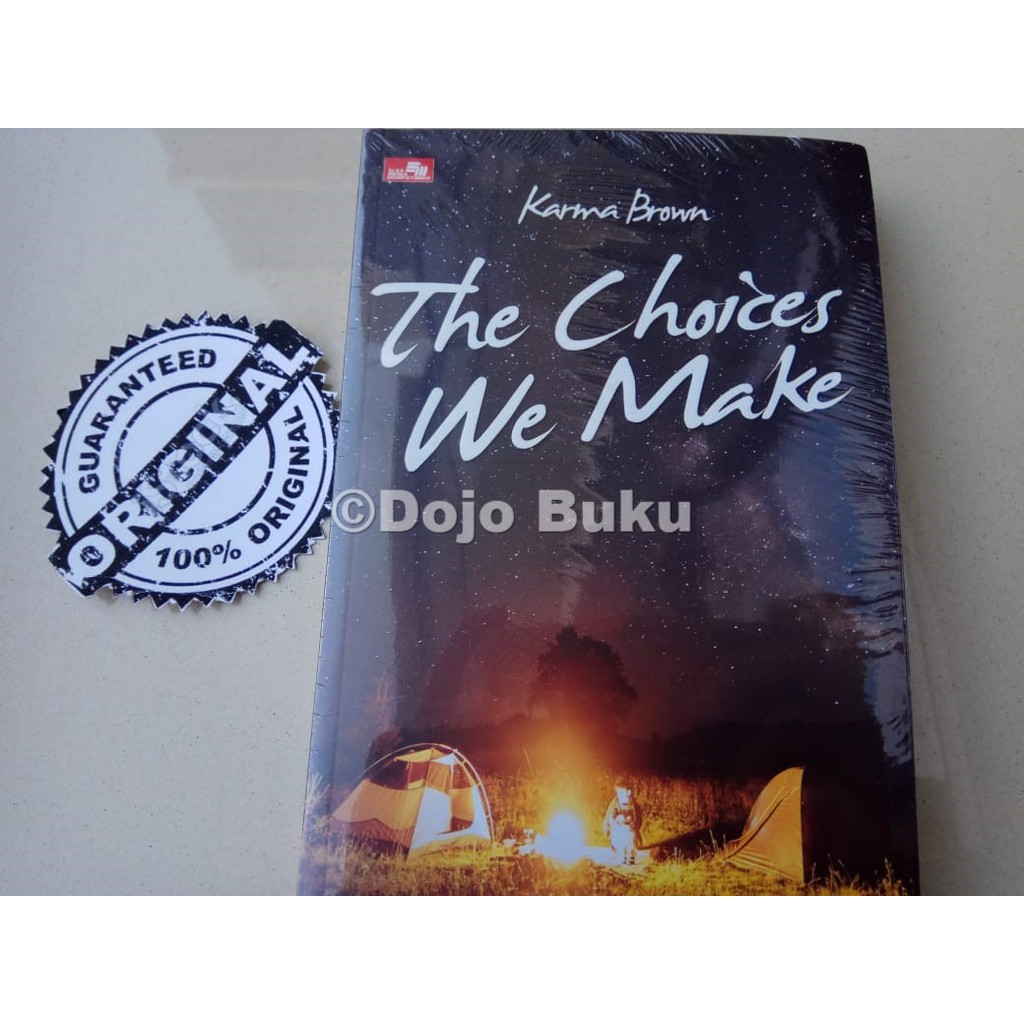 Karma Brown
The Choices
We Make
GUARANTEED
ORIGINAL
100% ORIGINAL
©Dojo Buku